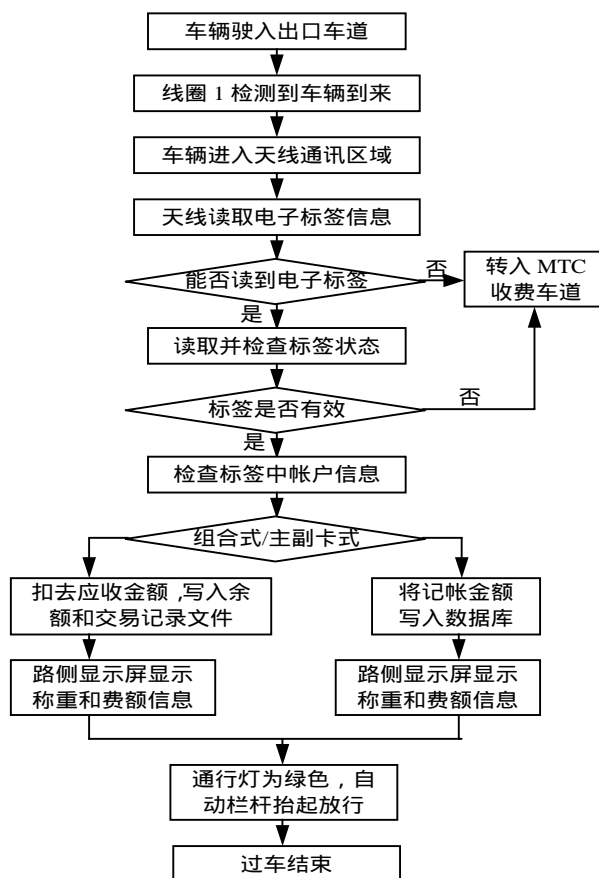 车辆驶入出口车道
线圈 1 检测到车辆到来
车辆进入天线通讯区域
天线读取电子标签信息
能否读到电子标签
否
转入 MTC
收费车道
是
读取并检查标签状态
标签是否有效
否
是
检查标签中帐户信息
组合式/主副卡式
扣去应收金额,写入余
额和交易记录文件
将记帐金额
写入数据库
路侧显示屏显示
称重和费额信息
路侧显示屏显示
称重和费额信息
通行灯为绿色，自
动栏杆抬起放行
过车结束